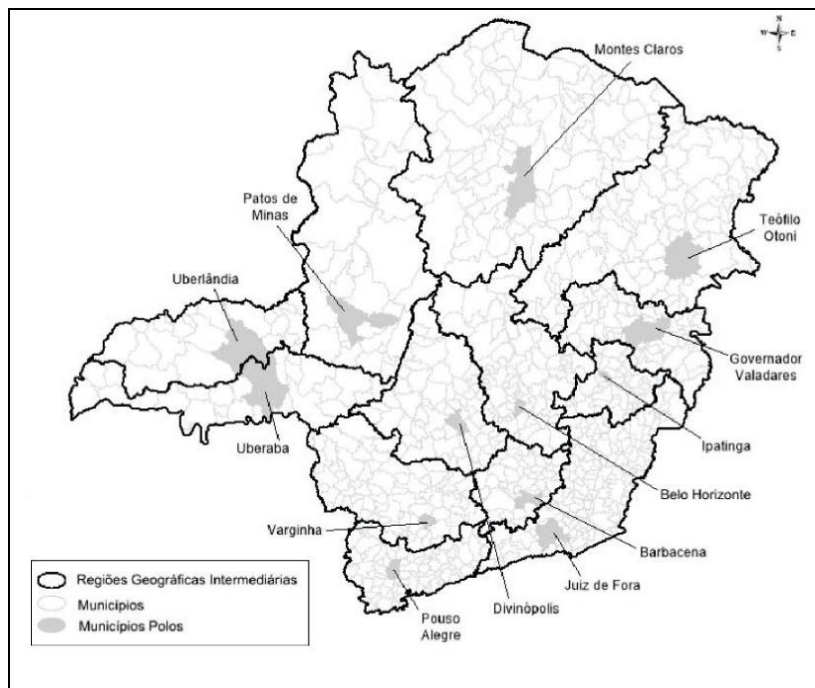 N
W E
S
Montes Claros
Patos de
Minas
Teòfilo
Otoni
Uberlândia
Governador
Valadares
Uberaba
Ipatinga
Belo Horizonte
Varginha
Barbacena
Juiz de Fora
Divinópolis
Pouso
Alegre
Regiões Geográficas Intermediárias
Municípios
Municípios Polos